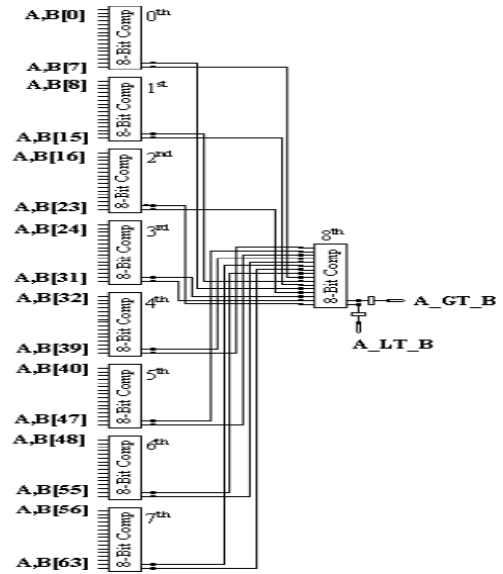 A,B[0]
0th
8-Bit Comp
A,B[7]
A,B[8]
1st
8-Bit Comp
A,B[15]
A,B[16]
2nd
8-Bit Comp
A,B[23]
A,B[24]
3rd
8-Bit Comp
A,B[31]
A,B[32]
4th
8-Bit Comp
A,B[39]
A,B[40]
5th
8-Bit Comp
A,B[47]
A,B[48]
6th
8-Bit Comp
A,B[55]
A,B[56]
7th
8-Bit Comp
A,B[63]
8th
8-Bit Comp
A_GT_B
A_LT_B